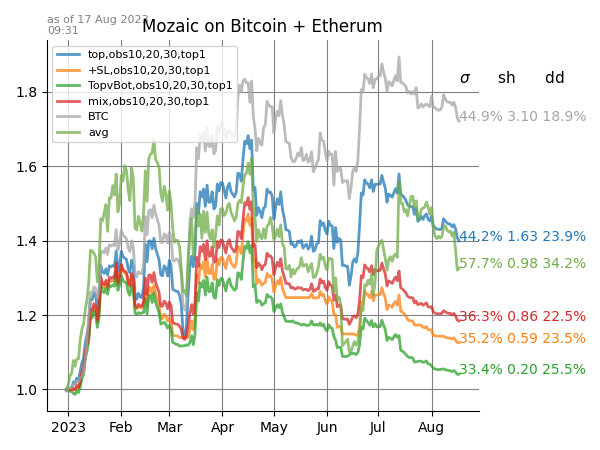 as of 17 Aug 2023
09:31
Mozaic on Bitcoin + Etherum
top,obs10,20,30,top1
+SL,obs10,20,30,top1
TopvBot,obs10,20,30,top1
mix,obs10,20,30,top1
BTC
avg
σ sh dd
44.9% 3.10 18.9%
44.2% 1.63 23.9%
57.7% 0.98 34.2%
36.3% 0.86 22.5%
35.2% 0.59 23.5%
33.4% 0.20 25.5%
1.8
1.6
1.4
1.2
1.0
2023 Feb Mar Apr May Jun Jul Aug